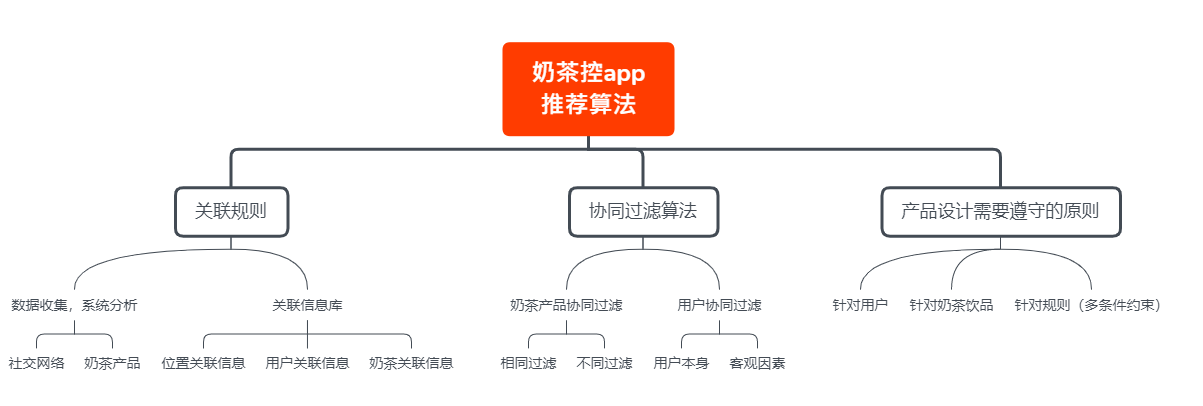 奶茶控app
推荐算法
关联规则
协同过滤算法
产品设计需要遵守的原则
数据收集，系统分析
关联信息库
奶茶产品协同过滤
用户协同过滤
针对用户
针对奶茶饮品
针对规则（多条件约束）
社交网络
奶茶产品
位置关联信息
用户关联信息
奶茶关联信息
相同过滤
不同过滤
用户本身
客观因素